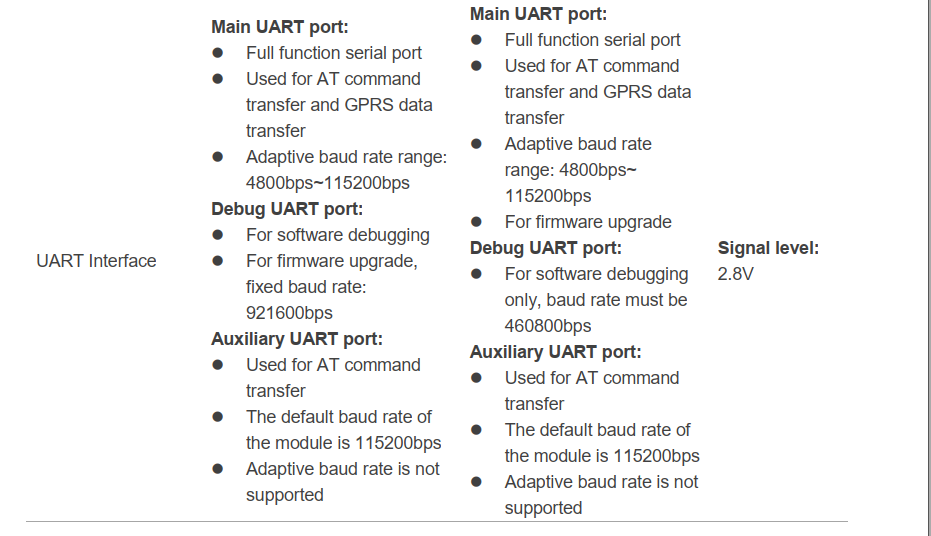 UART Interface
Main UART port:
● Full function serial port
● Used for AT command
transfer and GPRS data
transfer
● Adaptive baud rate range:
4800bps~115200bps
Debug UART port:
● For software debugging
● For firmware upgrade,
fixed baud rate:
921600bps
Auxiliary UART port:
● Used for AT command
transfer
● The default baud rate of
the module is 115200bps
● Adaptive baud rate is not
supported
Main UART port:
● Full function serial port
● Used for AT command
transfer and GPRS data
transfer
● Adaptive baud rate
range: 4800bps~
115200bps
● For firmware upgrade
Debug UART port:
● For software debugging
only, baud rate must be
460800bps
Auxiliary UART port:
● Used for AT command
transfer
● The default baud rate of
the module is 115200bps
● Adaptive baud rate is not
supported
Signal level:
2.8V